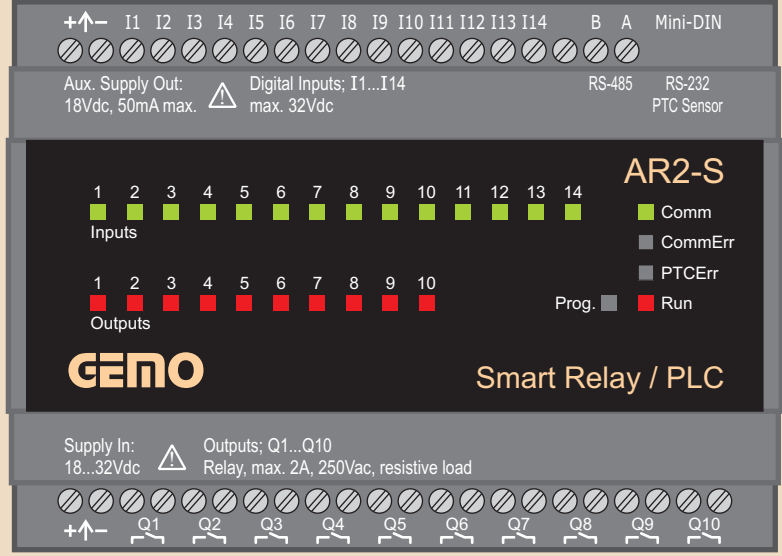 + - I1 I2 I3 I4 I5 I6 I7 I8 I9 I10 I11 I12 I13 I14 B A Mini-DIN
Aux. Supply Out: Digital Inputs; I1...I14 RS-485 RS-232
18Vdc, 50mA max. max. 32Vdc PTC Sensor
AR2-S
1 2 3 4 5 6 7 8 9 10 11 12 13 14
Comm
Inputs
CommErr
PTCErr
1 2 3 4 5 6 7 8 9 10
Prog. Run
Outputs
GEMO
Smart Relay / PLC
Supply In: Outputs; Q1...Q10
18...32Vdc Relay, max. 2A, 250Vac, resistive load
+ - Q1 Q2 Q3 Q4 Q5 Q6 Q7 Q8 Q9 Q10